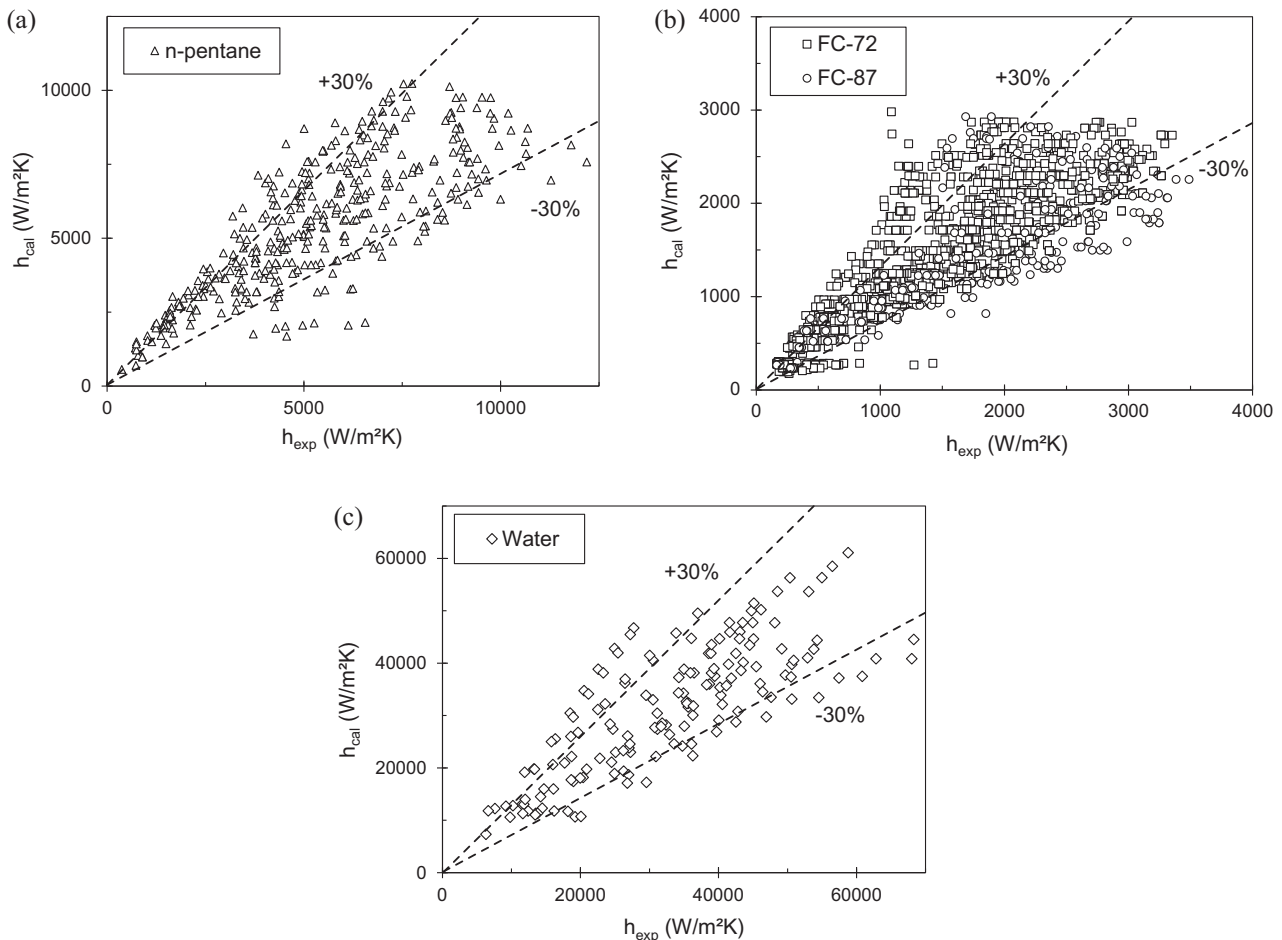 (a)
n-pentane
+30%
-30%
10000
5000
0
0
5000
10000
h_cal (W/m²K)
h_exp (W/m²K)
(b)
FC-72
FC-87
+30%
-30%
4000
3000
2000
1000
0
0
1000
2000
3000
4000
h_cal (W/m²K)
h_exp (W/m²K)
(c)
Water
+30%
-30%
60000
40000
20000
0
0
20000
40000
60000
h_cal (W/m²K)
h_exp (W/m²K)